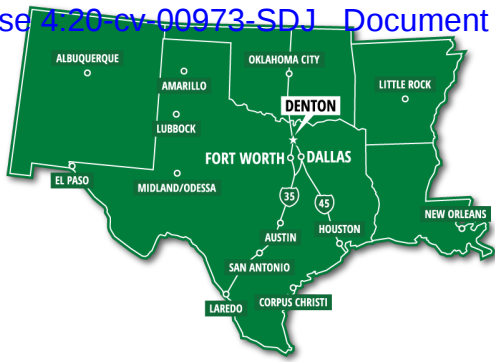 se 4:20-cv-00973-SDJ Document
ALBUQUERQUE
OKLAHOMA CITY
AMARILLO
LITTLE ROCK
DENTON
LUBBOCK
FORT WORTH
DALLAS
EL PASO
MIDLAND/ODESSA
35
45
NEW ORLEANS
AUSTIN
HOUSTON
SAN ANTONIO
LAREDO
CORPUS CHRISTI